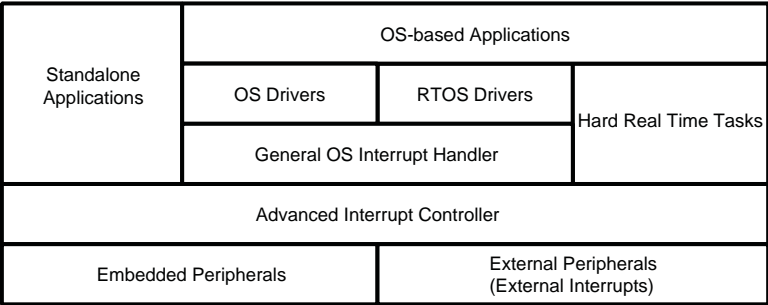 OS-based Applications
Standalone
Applications
OS Drivers
RTOS Drivers
Hard Real Time Tasks
General OS Interrupt Handler
Advanced Interrupt Controller
Embedded Peripherals
External Peripherals
(External Interrupts)